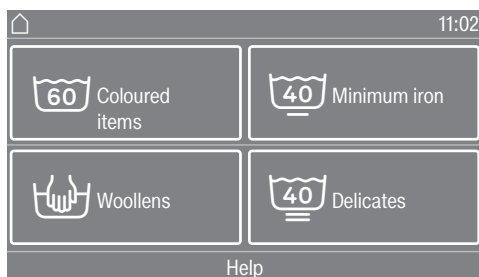 11:02
60 Coloured
items
40 Minimum iron
Woollens
40 Delicates
Help